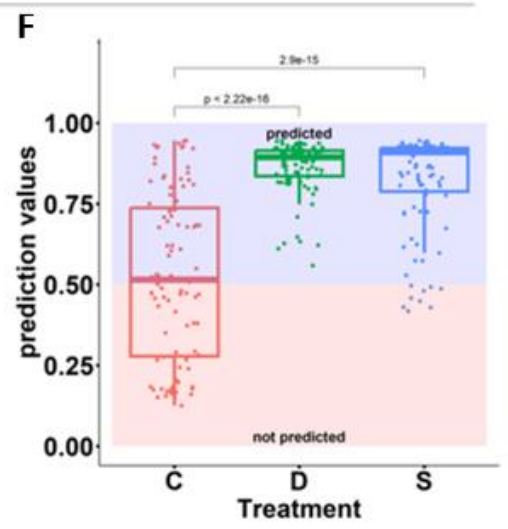 F
2.9e-15
p < 2.22e-16
predicted
1.00
0.75
0.50
0.25
0.00
prediction values
not predicted
C D S
Treatment